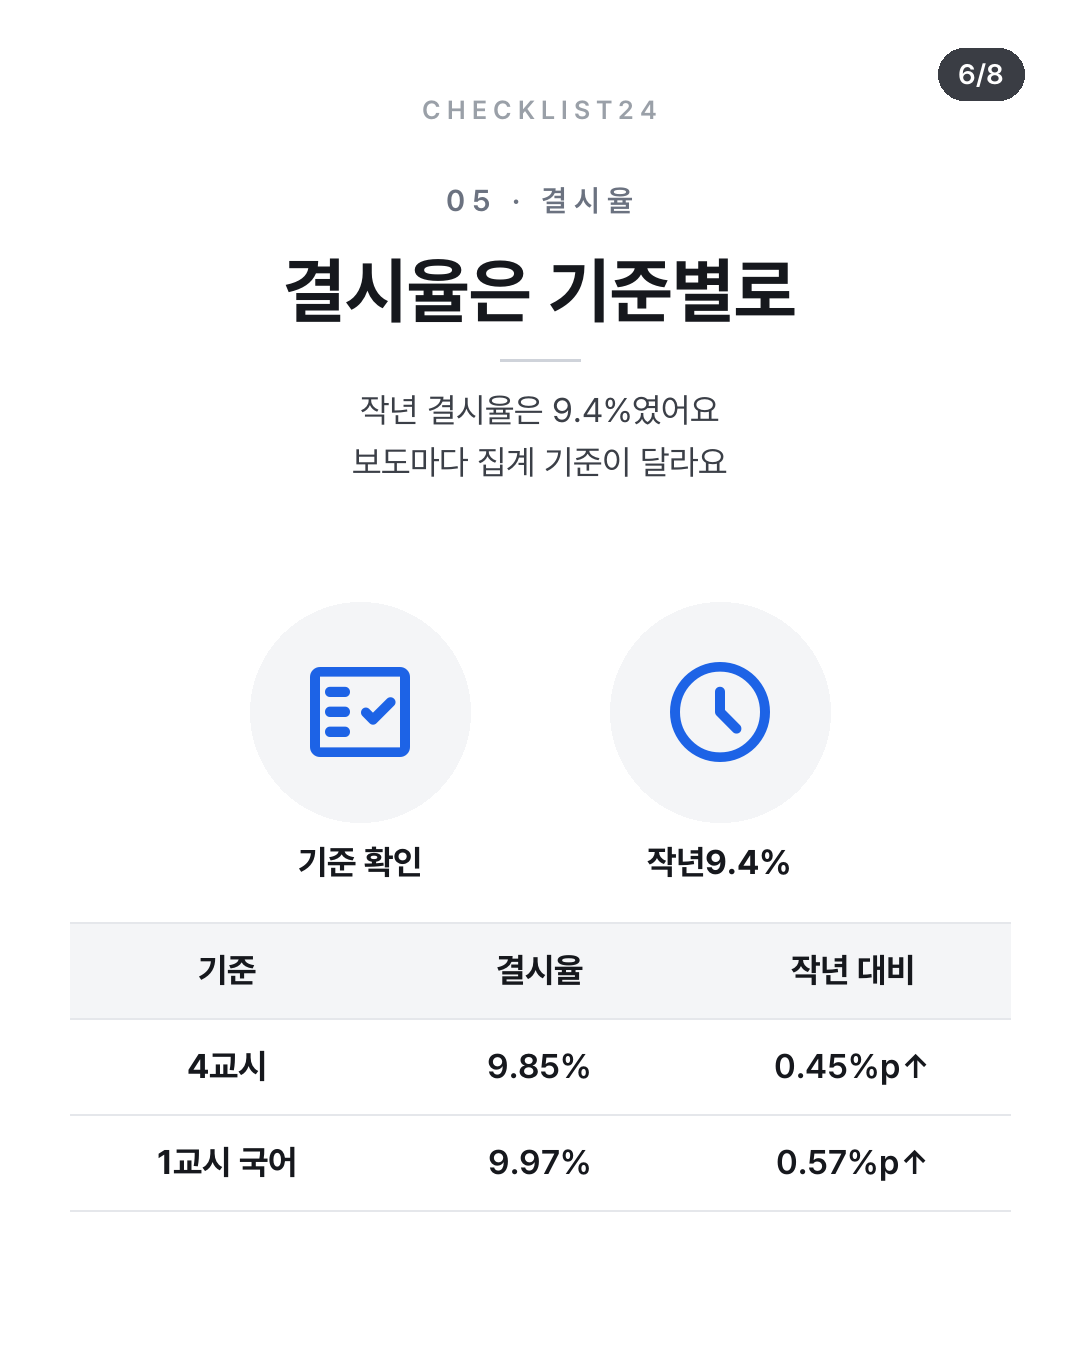 6/8
CHECKLIST24
05 · 결시율
결시율은 기준별로
작년 결시율은 9.4%였어요
보도마다 집계 기준이 달라요
기준 확인
작년9.4%
기준 결시율 작년 대비
4교시 9.85% 0.45%p↑
1교시 국어 9.97% 0.57%p↑